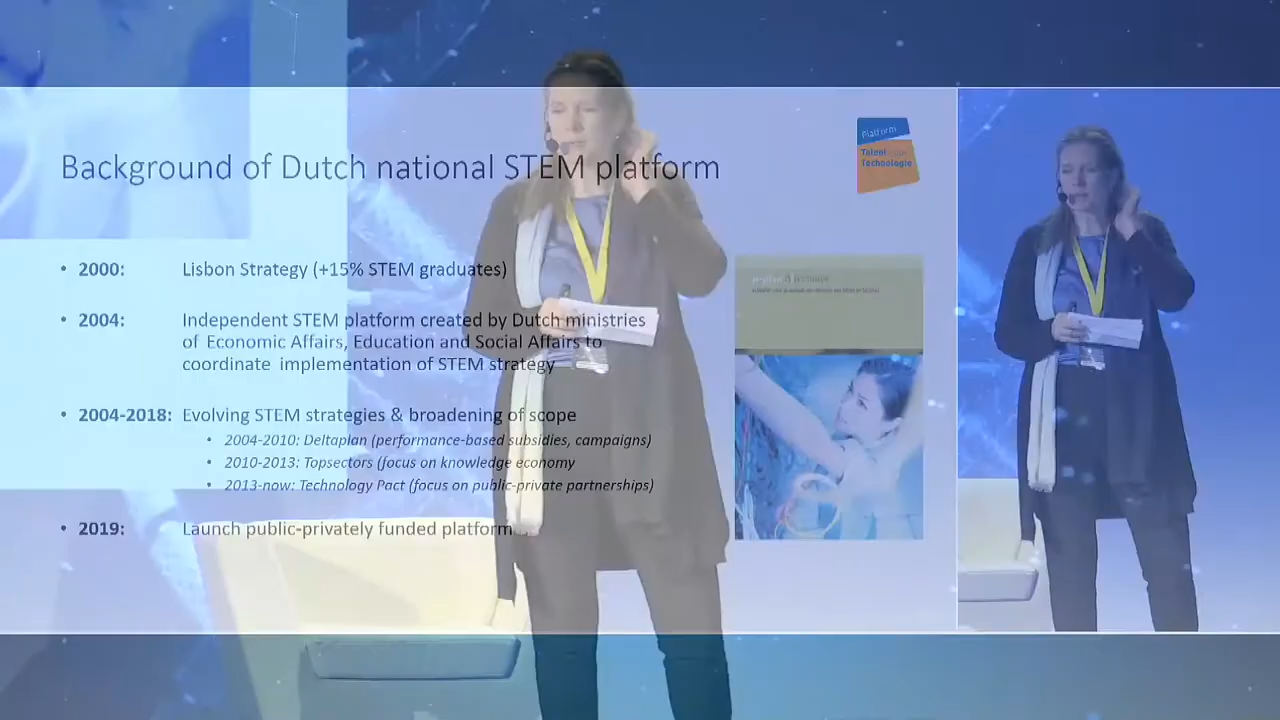 Background of Dutch national STEM platform
Platform
Talent
Technologie
• 2000: Lisbon Strategy (+15% STEM graduates)
• 2004: Independent STEM platform created by Dutch ministries
of Economic Affairs, Education and Social Affairs to
coordinate implementation of STEM strategy
• 2004-2018: Evolving STEM strategies & broadening of scope
• 2004-2010: Deltaplan (performance-based subsidies, campaigns)
• 2010-2013: Topsectors (focus on knowledge economy
• 2013-now: Technology Pact (focus on public-private partnerships)
• 2019: Launch public-privately funded platform